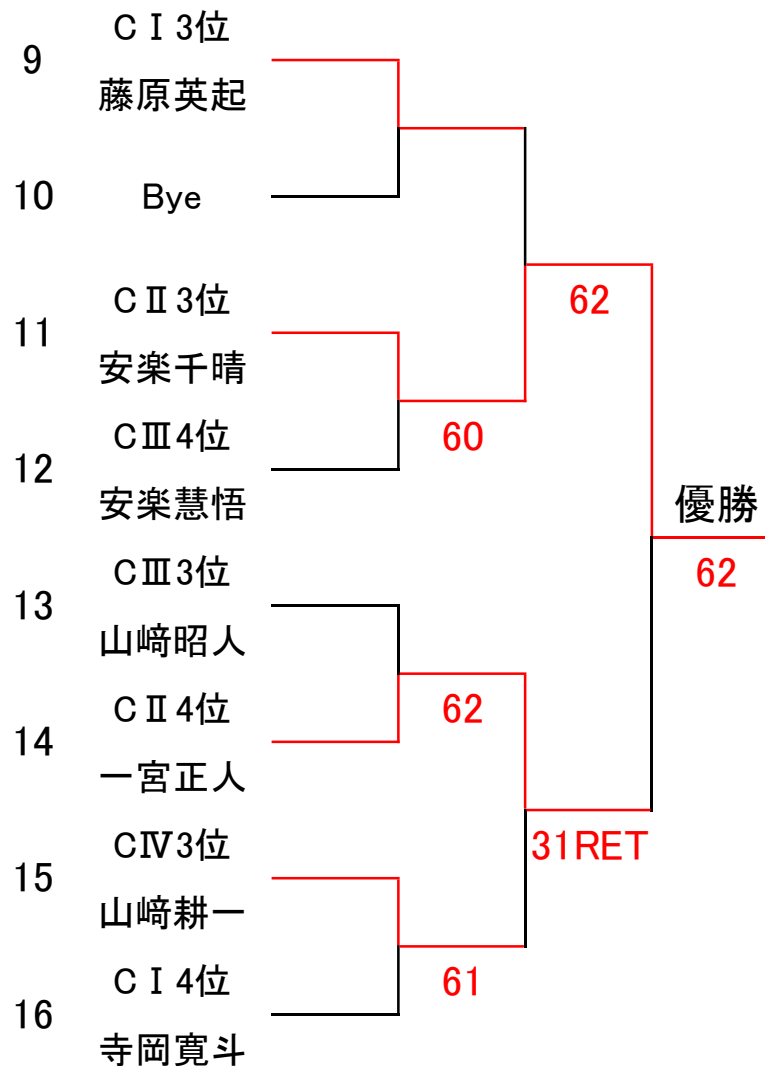 CⅠ3位
9
藤原英起
10 Bye
CⅡ3位
62
11
安楽千晴
CⅢ4位
60
12
安楽慧悟
優勝
CⅢ3位
62
13
山﨑昭人
CⅡ4位
62
14
一宮正人
CⅣ3位
31RET
15
山﨑耕一
CⅠ4位
61
16
寺岡寛斗